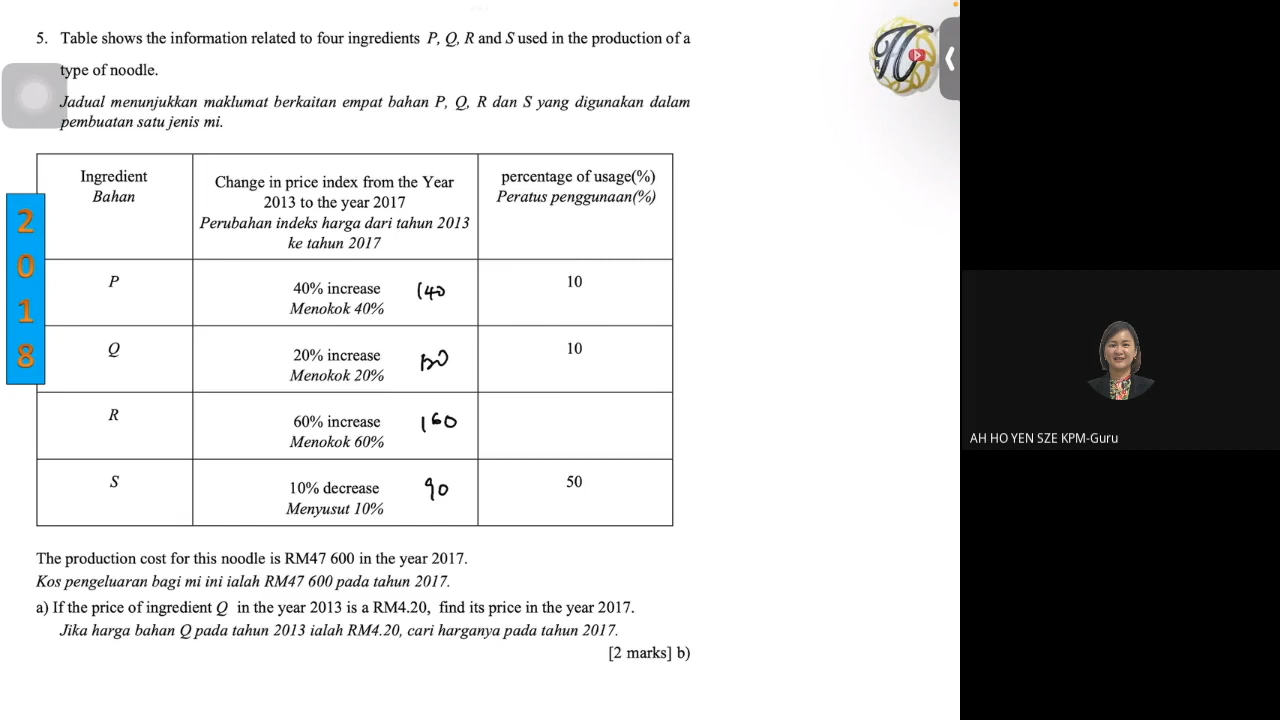 5. Table shows the information related to four ingredients P, Q, R and S used in the production of a
type of noodle.
Jadual menunjukkan maklumat berkaitan empat bahan P, Q, R dan S yang digunakan dalam
pembuatan satu jenis mi.
2018
Ingredient
Bahan
Change in price index from the Year
2013 to the year 2017
Perubahan indeks harga dari tahun 2013
ke tahun 2017
percentage of usage(%)
Peratus penggunaan(%)
P
40% increase 140
Menokok 40%
10
Q
20% increase 120
Menokok 20%
10
R
60% increase 160
Menokok 60%
S
10% decrease 90
Menyusut 10%
50
The production cost for this noodle is RM47 600 in the year 2017.
Kos pengeluaran bagi mi ini ialah RM47 600 pada tahun 2017.
a) If the price of ingredient Q in the year 2013 is a RM4.20, find its price in the year 2017.
Jika harga bahan Q pada tahun 2013 ialah RM4.20, cari harganya pada tahun 2017.
[2 marks] b)
AH HO YEN SZE KPM-Guru